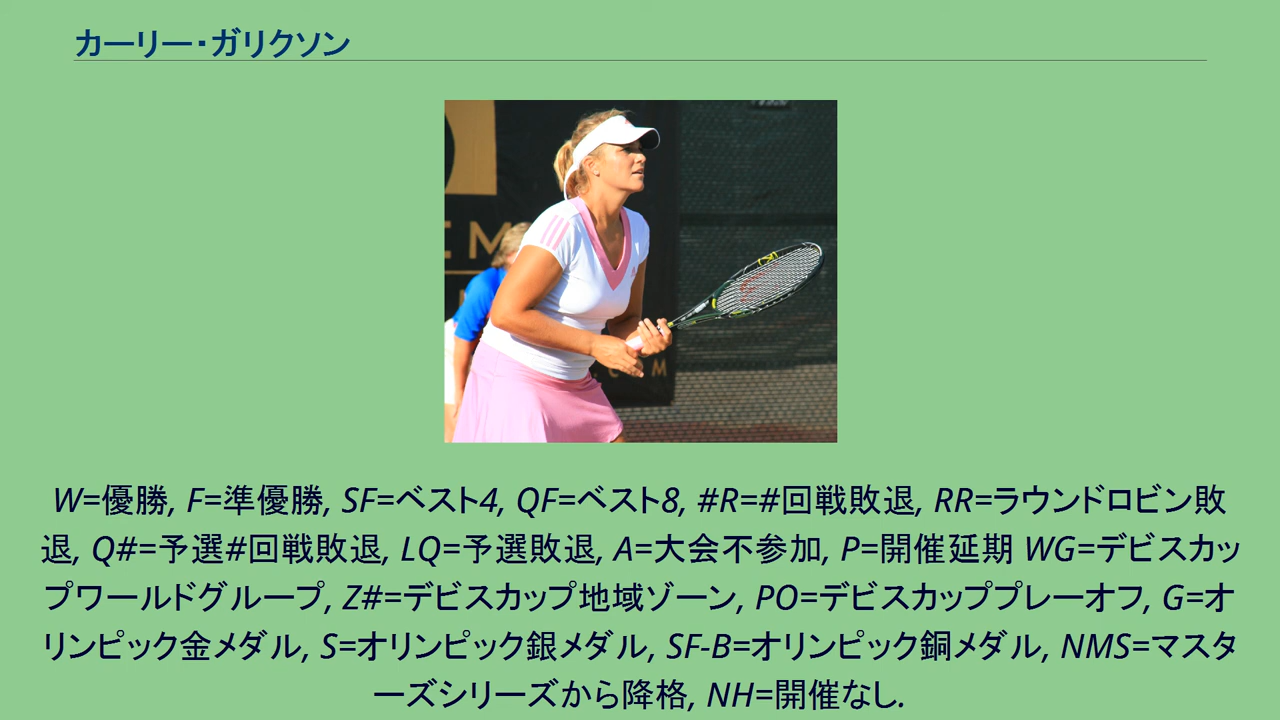 カーリー・ガリクソン
EM
.COM
W=優勝, F=準優勝, SF=ベスト4, QF=ベスト8, #R=#回戦敗退, RR=ラウンドロビン敗
退, Q#=予選#回戦敗退, LQ=予選敗退, A=大会不参加, P=開催延期 WG=デビスカッ
プワールドグループ, Z#=デビスカップ地域ゾーン, PO=デビスカッププレーオフ, G=オ
リンピック金メダル, S=オリンピック銀メダル, SF-B=オリンピック銅メダル, NMS=マスタ
ーズシリーズから降格, NH=開催なし.